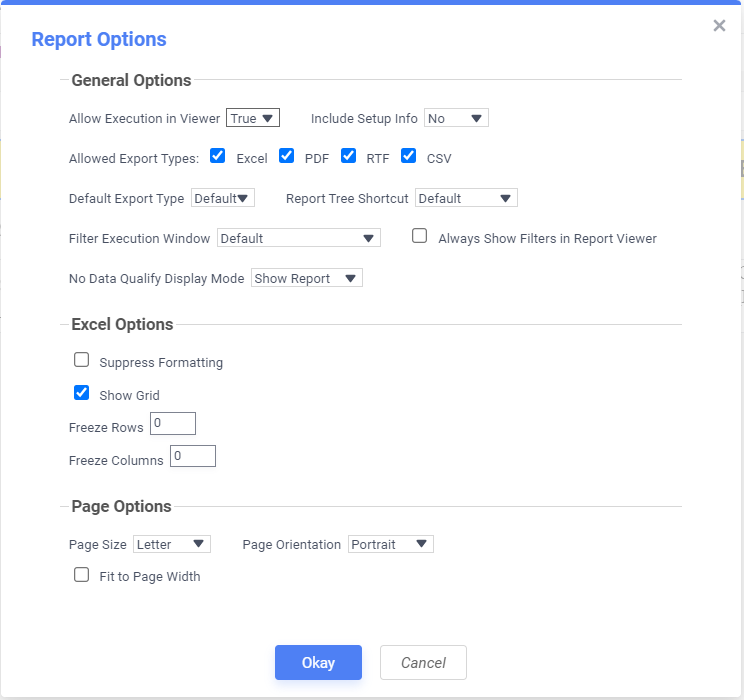 Report Options
General Options
Allow Execution in Viewer True Include Setup Info No
Allowed Export Types: Excel PDF RTF CSV
Default Export Type Default Report Tree Shortcut Default
Filter Execution Window Default Always Show Filters in Report Viewer
No Data Qualify Display Mode Show Report
Excel Options
Suppress Formatting
Show Grid
Freeze Rows 0
Freeze Columns 0
Page Options
Page Size Letter Page Orientation Portrait
Fit to Page Width
Okay Cancel